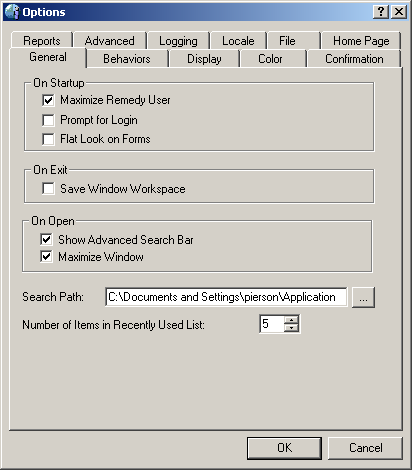 Options
Reports Advanced Logging Locale File Home Page
General Behaviors Display Color Confirmation
On Startup
Maximize Remedy User
Prompt for Login
Flat Look on Forms
On Exit
Save Window Workspace
On Open
Show Advanced Search Bar
Maximize Window
Search Path: C:\Documents and Settings\pierson\Application ...
Number of Items in Recently Used List: 5
OK Cancel